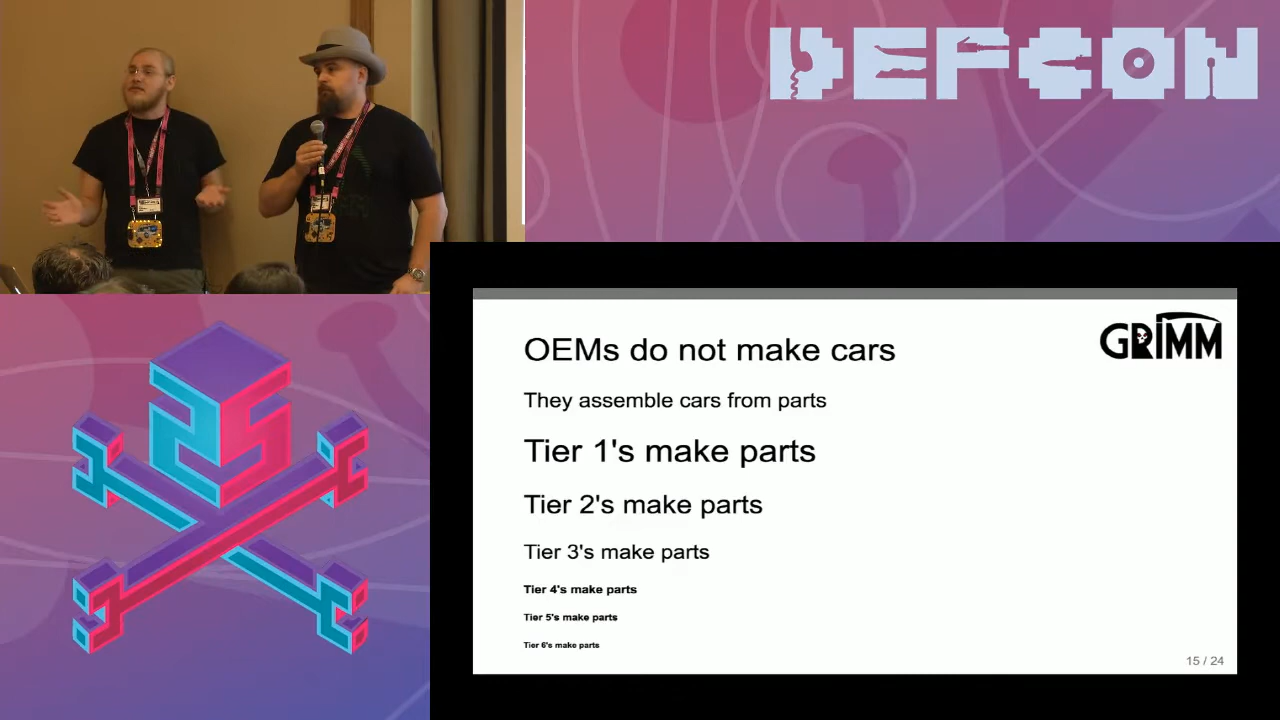 DEFCON
GRIMM
OEMs do not make cars
They assemble cars from parts
Tier 1's make parts
Tier 2's make parts
Tier 3's make parts
Tier 4's make parts
Tier 5's make parts
Tier 6's make parts
15 / 24